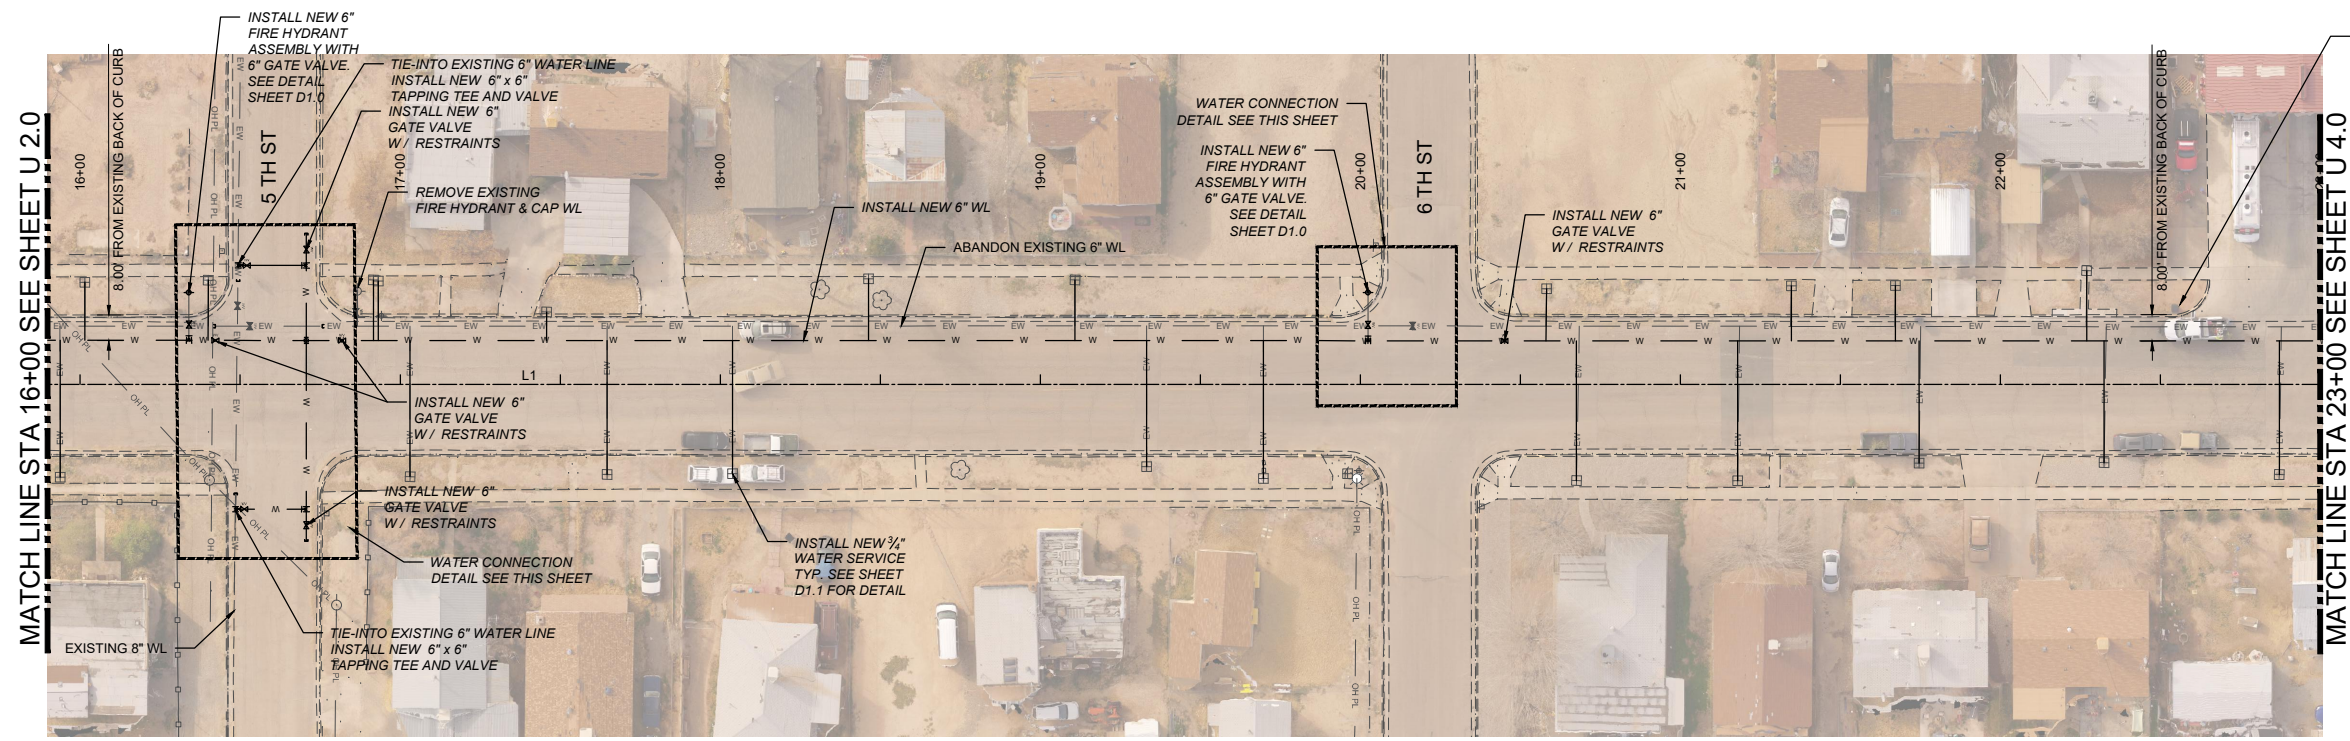 INSTALL NEW 6"
FIRE HYDRANT
ASSEMBLY WITH
6" GATE VALVE.
SEE DETAIL
SHEET D1.0
TIE-INTO EXISTING 6" WATER LINE
INSTALL NEW 6" x 6"
TAPPING TEE AND VALVE
INSTALL NEW 6"
GATE VALVE
W/ RESTRAINTS
REMOVE EXISTING
FIRE HYDRANT & CAP WL
8.00' FROM EXISTING BACK OF CURB
MATCH LINE STA 16+00 SEE SHEET U 2.0
16+00
5 TH ST
17+00
18+00
19+00
20+00
21+00
22+00
INSTALL NEW 6" WL
ABANDON EXISTING 6" WL
WATER CONNECTION
DETAIL SEE THIS SHEET
INSTALL NEW 6"
FIRE HYDRANT
ASSEMBLY WITH
6" GATE VALVE.
SEE DETAIL
SHEET D1.0
6 TH ST
INSTALL NEW 6"
GATE VALVE
W/ RESTRAINTS
8.00' FROM EXISTING BACK OF CURB
MATCH LINE STA 23+00 SEE SHEET U 4.0
L1
INSTALL NEW 6"
GATE VALVE
W/ RESTRAINTS
INSTALL NEW 6"
GATE VALVE
W/ RESTRAINTS
WATER CONNECTION
DETAIL SEE THIS SHEET
INSTALL NEW ¾"
WATER SERVICE
TYP. SEE SHEET
D1.1 FOR DETAIL
EXISTING 8" WL
TIE-INTO EXISTING 6" WATER LINE
INSTALL NEW 6" x 6"
TAPPING TEE AND VALVE
OH PL
EW
W